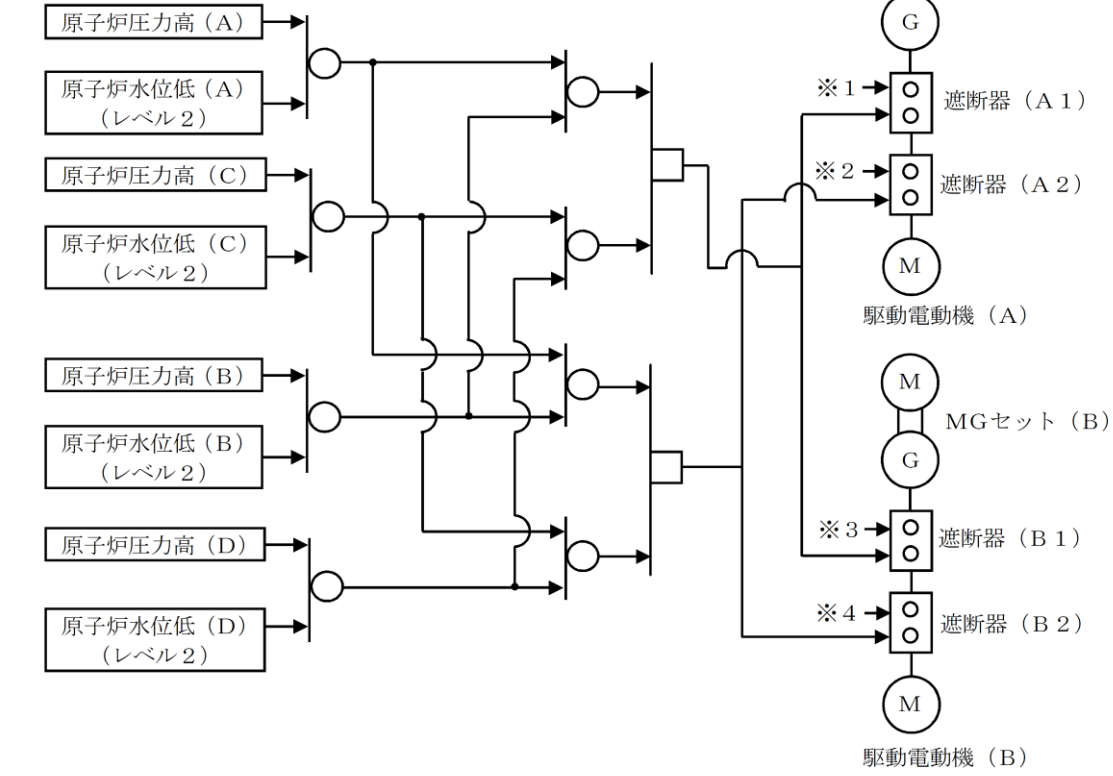 原子炉圧力高(A)
原子炉水位低(A)
(レベル2)
原子炉圧力高(C)
原子炉水位低(C)
(レベル2)
原子炉圧力高(B)
原子炉水位低(B)
(レベル2)
原子炉圧力高(D)
原子炉水位低(D)
(レベル2)
G
※1
遮断器(A1)
※2
遮断器(A2)
M
駆動電動機(A)
M
MGセット(B)
G
※3
遮断器(B1)
※4
遮断器(B2)
M
駆動電動機(B)